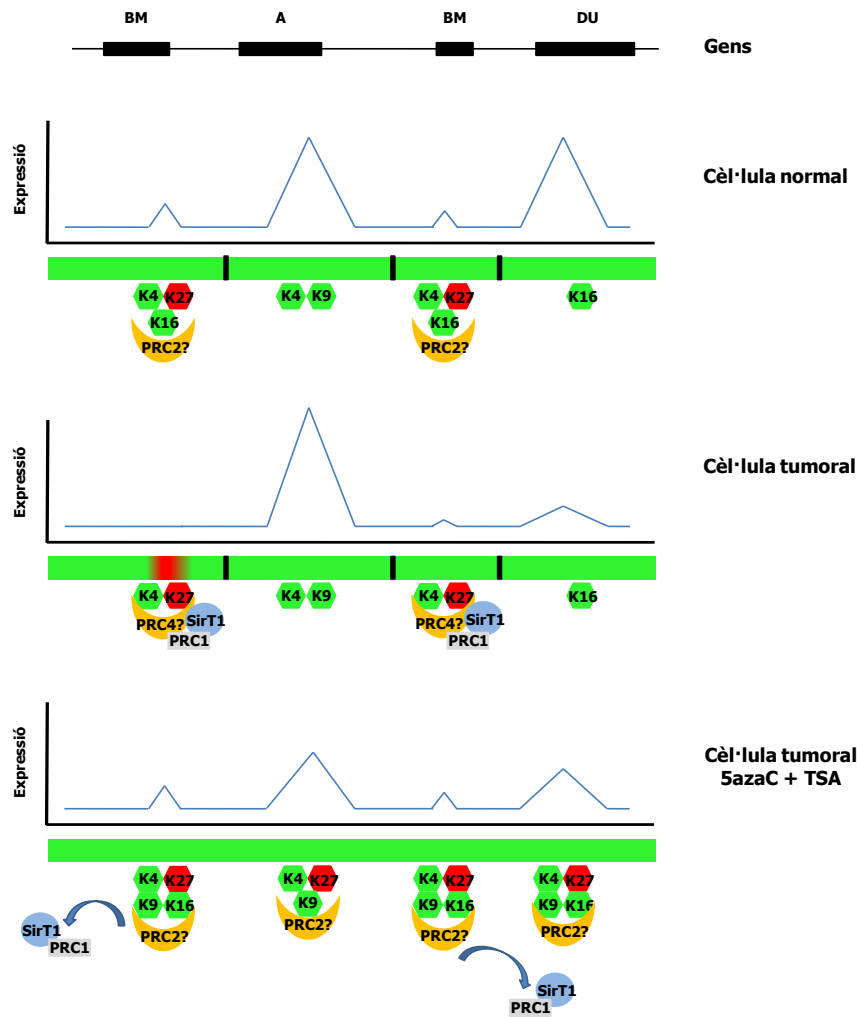 BM A BM DU
Gens
Expressió
Cèl·lula normal
K4 K27 K4 K9 K4 K27 K16
K16 K16
PRC2? PRC2?
Expressió
Cèl·lula tumoral
K4 K27 K4 K9 K4 K27 K16
PRC4? SirT1 PRC4? SirT1
PRC1 PRC1
Expressió
Cèl·lula tumoral
5azaC + TSA
K4 K27 K4 K27 K4 K27 K4 K27
K9 K16 K9 K9 K16 K9 K16
SirT1 PRC2? PRC2? PRC2? PRC2?
PRC1
SirT1
PRC1